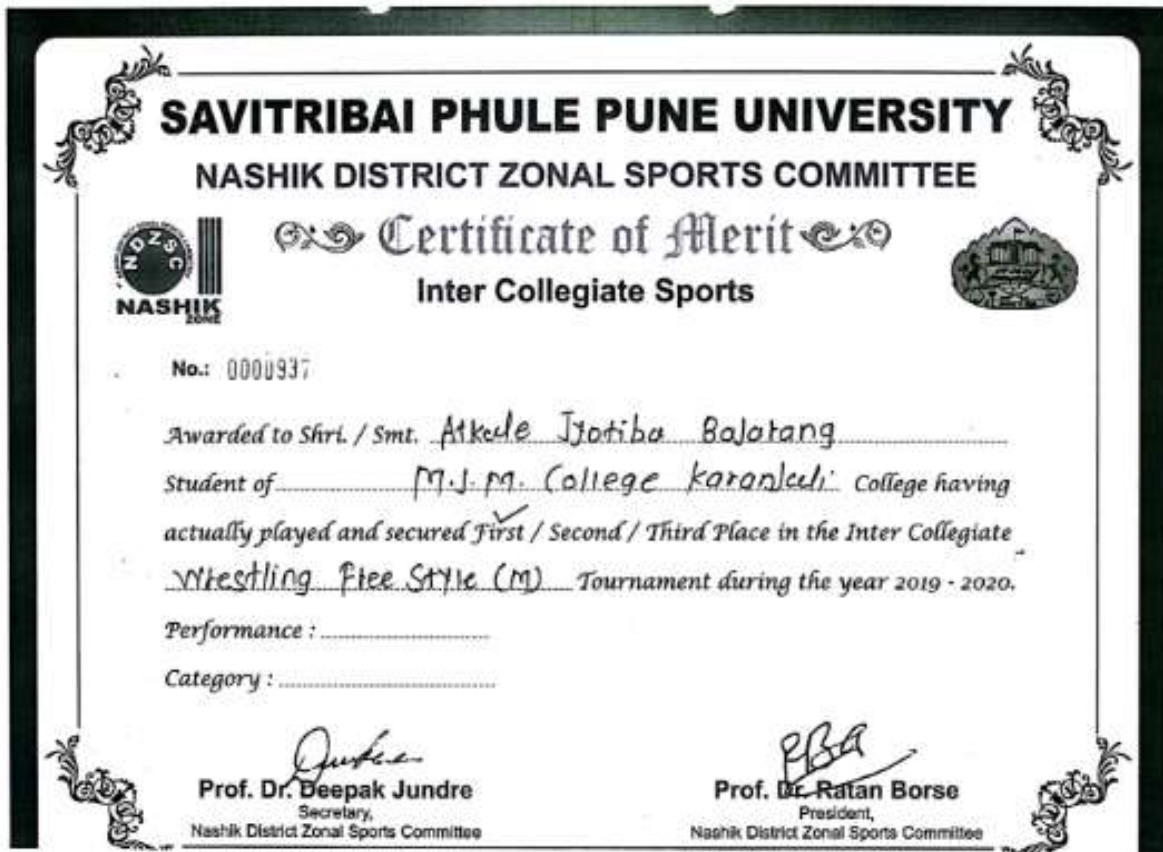 SAVITRIBAI PHULE PUNE UNIVERSITY
NASHIK DISTRICT ZONAL SPORTS COMMITTEE
Certificate of Merit
NDZSC
NASHIK
ZONE
Inter Collegiate Sports
No.: 0000937
Awarded to Shri. / Smt. Atkale Jyotiba Bajarang
Student of M.J.M. College Karanjali College having
actually played and secured First / Second / Third Place in the Inter Collegiate
Wrestling Free Style (M) Tournament during the year 2019 - 2020.
Performance :
Category :
Prof. Dr. Deepak Jundre
Secretary,
Nashik District Zonal Sports Committee
Prof. Dr. Ratan Borse
President,
Nashik District Zonal Sports Committee